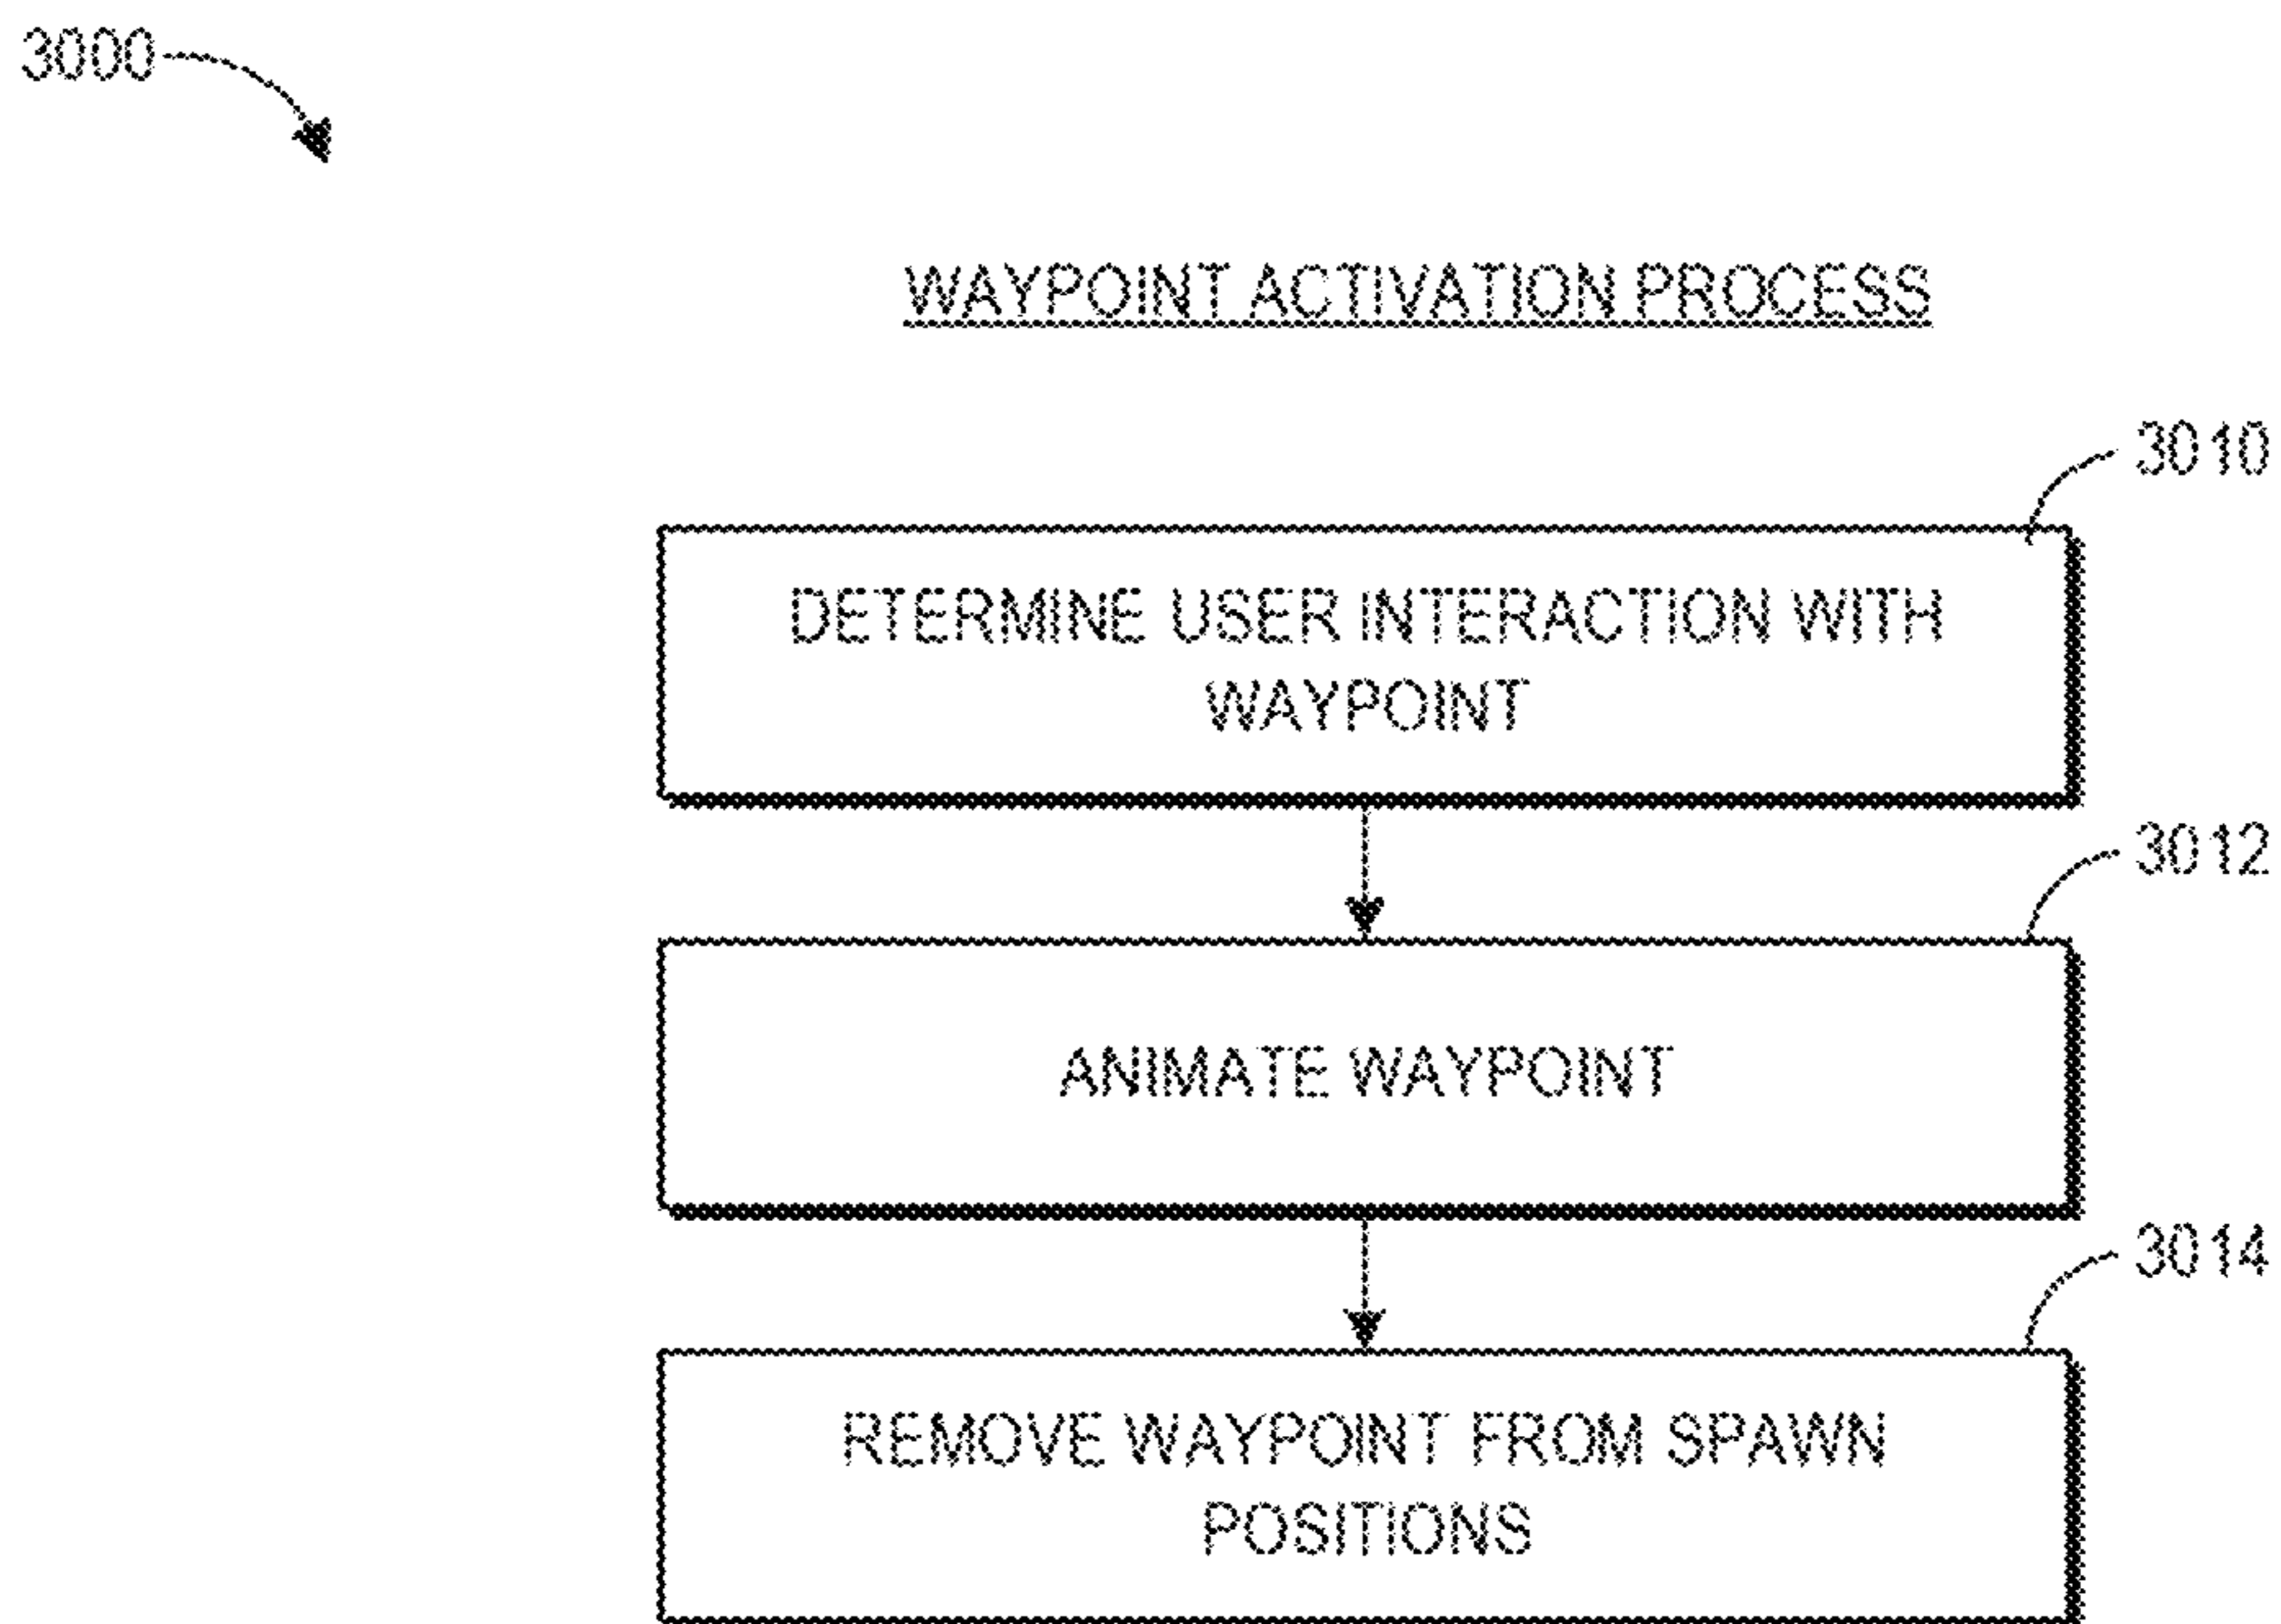 3000
WAYPOINT ACTIVATION PROCESS
3010
DETERMINE USER INTERACTION WITH
WAYPOINT
3012
ANIMATE WAYPOINT
3014
REMOVE WAYPOINT FROM SPAWN
POSITIONS